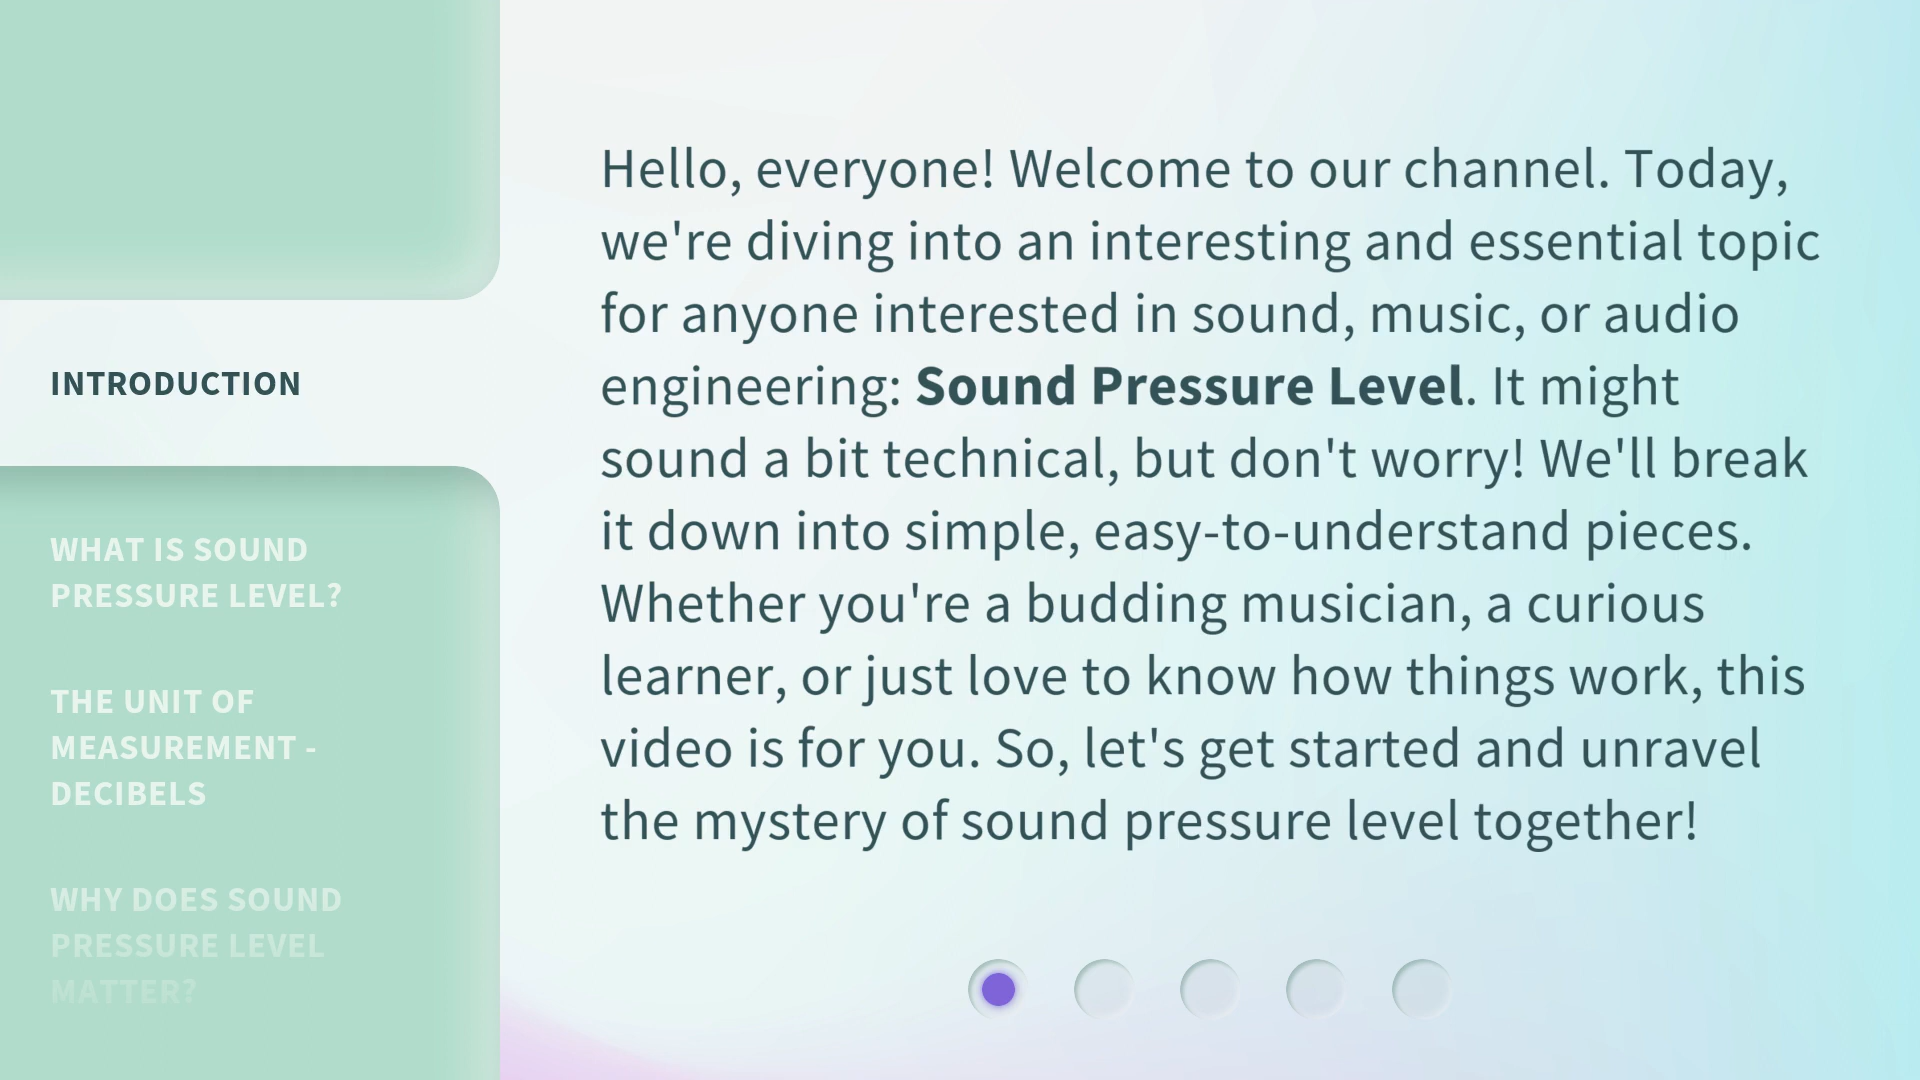 INTRODUCTION
WHAT IS SOUND
PRESSURE LEVEL?
THE UNIT OF
MEASUREMENT -
DECIBELS
WHY DOES SOUND
PRESSURE LEVEL
MATTER?
Hello, everyone! Welcome to our channel. Today,
we're diving into an interesting and essential topic
for anyone interested in sound, music, or audio
engineering: Sound Pressure Level. It might
sound a bit technical, but don't worry! We'll break
it down into simple, easy-to-understand pieces.
Whether you're a budding musician, a curious
learner, or just love to know how things work, this
video is for you. So, let's get started and unravel
the mystery of sound pressure level together!